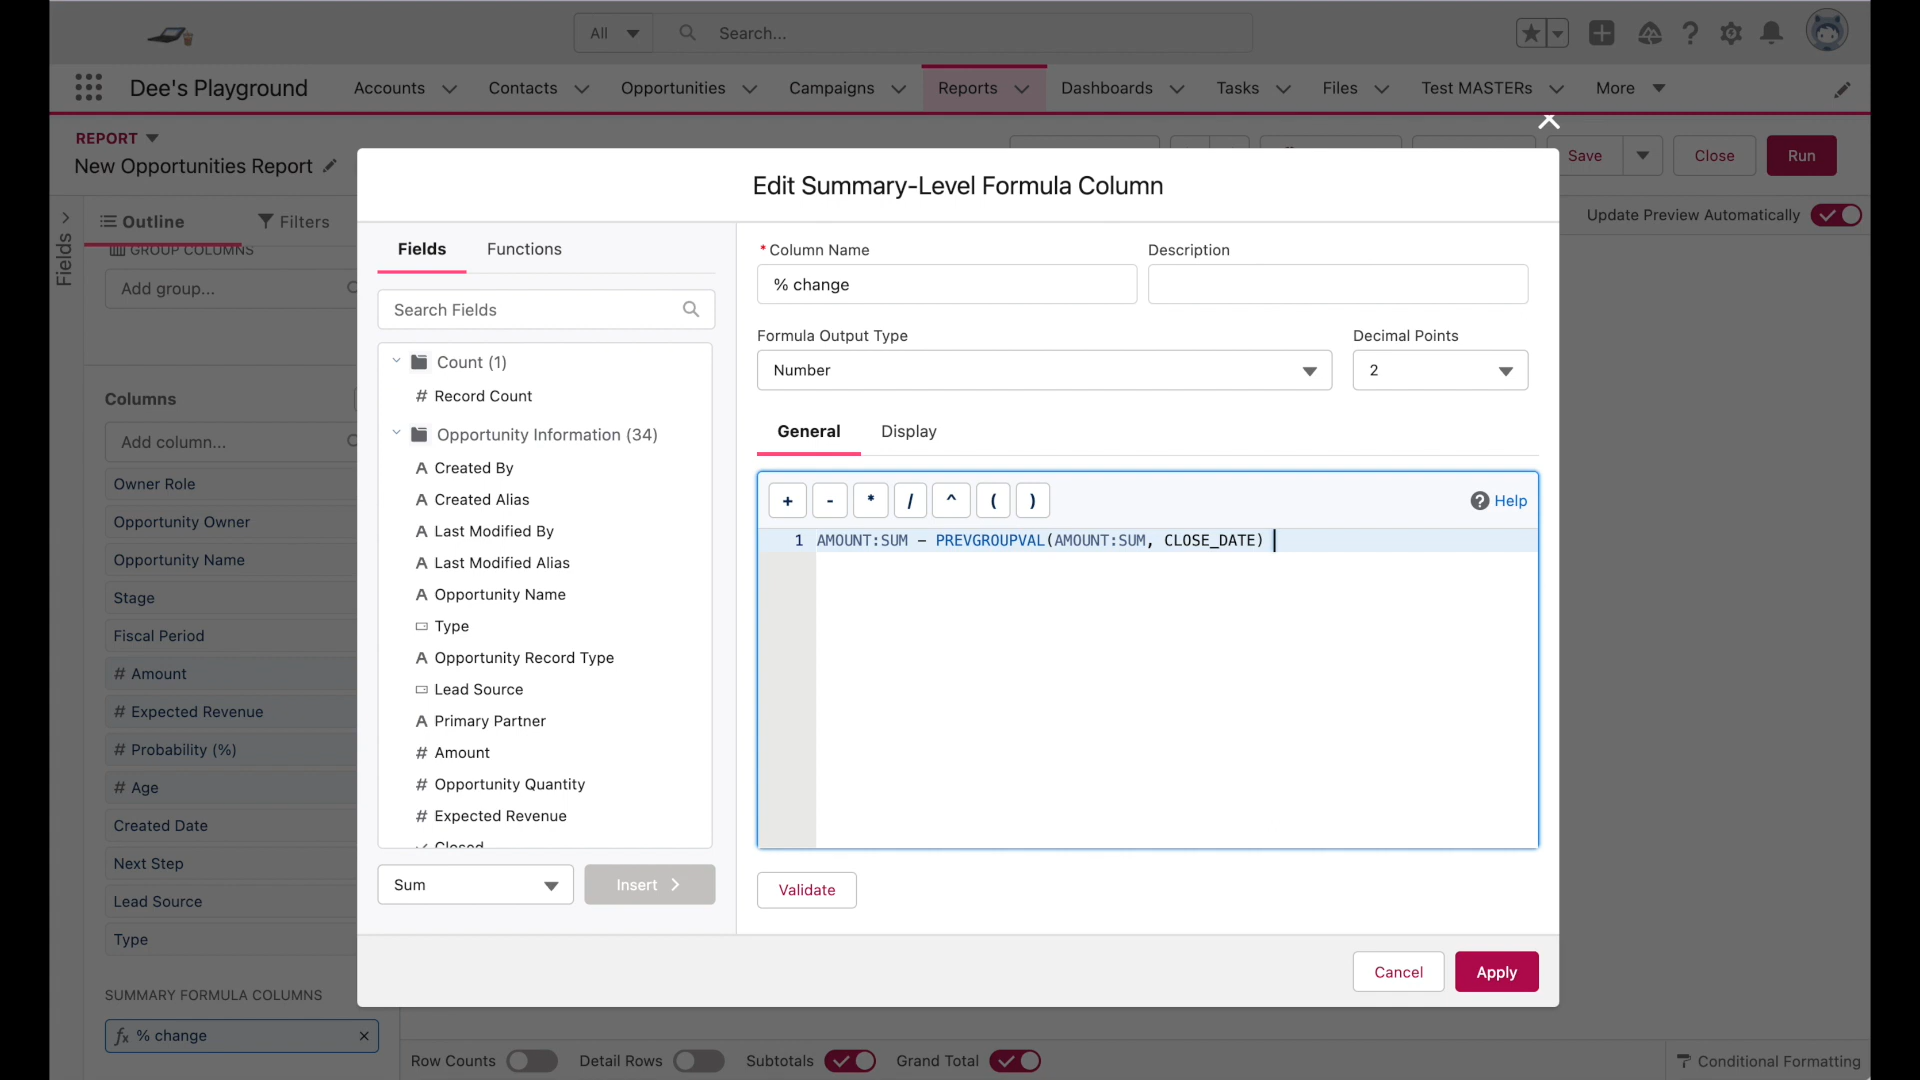 All
Search...
Dee's Playground
Accounts
Contacts
Opportunities
Campaigns
Reports
Dashboards
Tasks
Files
Test MASTERs
More
REPORT
New Opportunities Report
Save
Close
Run
Fields
Outline
Filters
Update Preview Automatically
GROUP COLUMNS
Add group...
Columns
Add column...
Owner Role
Opportunity Owner
Opportunity Name
Stage
Fiscal Period
# Amount
# Expected Revenue
# Probability (%)
# Age
Created Date
Next Step
Lead Source
Type
SUMMARY FORMULA COLUMNS
fx % change
Edit Summary-Level Formula Column
Fields
Functions
Search Fields
Count (1)
# Record Count
Opportunity Information (34)
A Created By
A Created Alias
A Last Modified By
A Last Modified Alias
A Opportunity Name
Type
A Opportunity Record Type
Lead Source
A Primary Partner
# Amount
# Opportunity Quantity
# Expected Revenue
Closed
Sum
Insert
* Column Name
% change
Description
Formula Output Type
Number
Decimal Points
2
General
Display
+ - * / ^ ( )
Help
1 AMOUNT:SUM - PREVGROUPVAL(AMOUNT:SUM, CLOSE_DATE)
Validate
Cancel
Apply
Row Counts
Detail Rows
Subtotals
Grand Total
Conditional Formatting